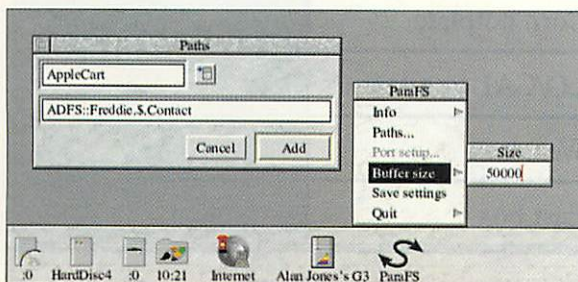 Paths
AppleCart
ADFS::Freddie.$.Contact
Cancel Add
ParaFS
Info
Paths...
Port setup...
Buffer size
Save settings
Quit
Size
50000
:0 HardDisc4 :0 10:21 Internet Alan Jones's G3 ParaFS